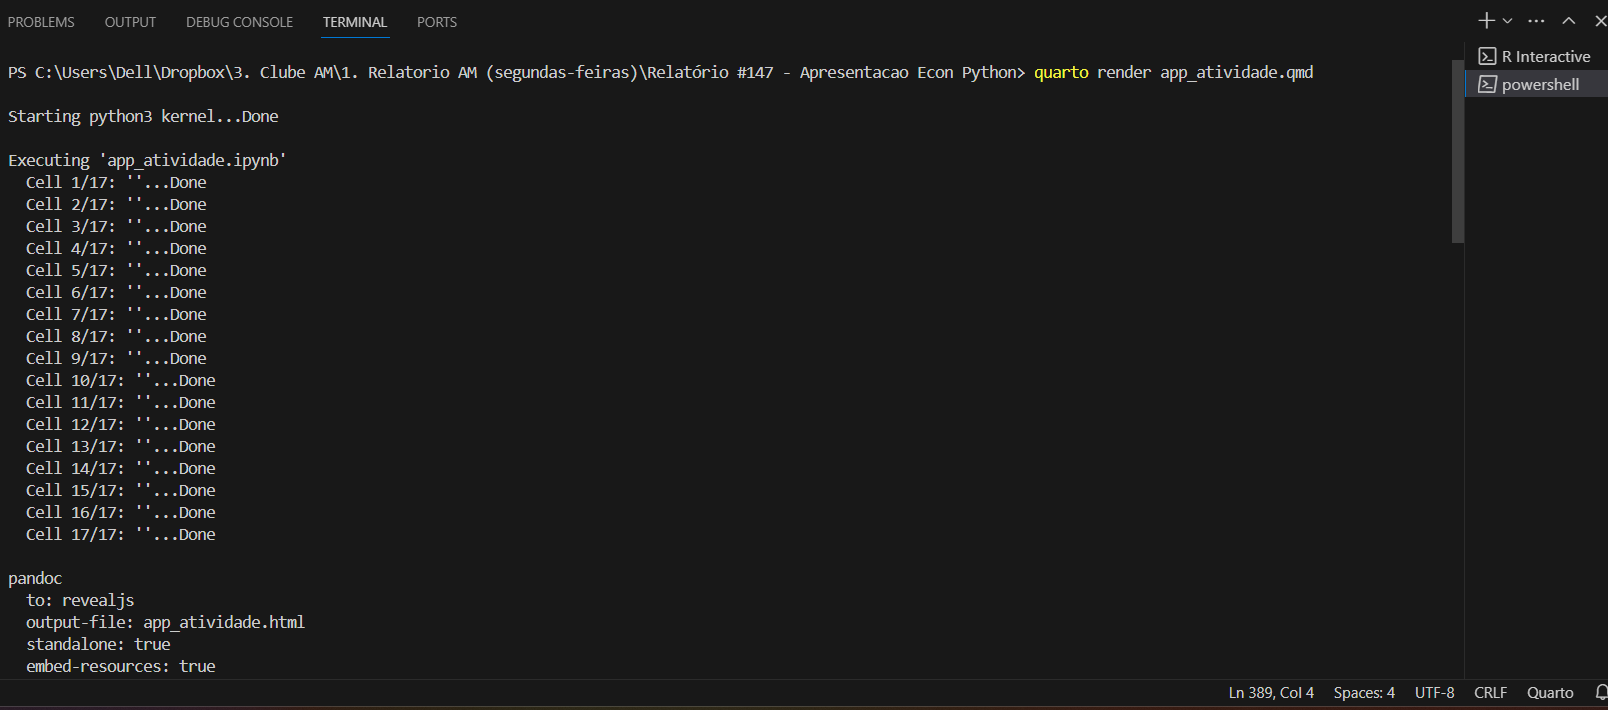 PROBLEMS OUTPUT DEBUG CONSOLE TERMINAL PORTS
R Interactive
powershell
PS C:\Users\Dell\Dropbox\3. Clube AM\1. Relatorio AM (segundas-feiras)\Relatório #147 - Apresentacao Econ Python> quarto render app_atividade.qmd
Starting python3 kernel...Done
Executing 'app_atividade.ipynb'
Cell 1/17: ''...Done
Cell 2/17: ''...Done
Cell 3/17: ''...Done
Cell 4/17: ''...Done
Cell 5/17: ''...Done
Cell 6/17: ''...Done
Cell 7/17: ''...Done
Cell 8/17: ''...Done
Cell 9/17: ''...Done
Cell 10/17: ''...Done
Cell 11/17: ''...Done
Cell 12/17: ''...Done
Cell 13/17: ''...Done
Cell 14/17: ''...Done
Cell 15/17: ''...Done
Cell 16/17: ''...Done
Cell 17/17: ''...Done
pandoc
to: revealjs
output-file: app_atividade.html
standalone: true
embed-resources: true
Ln 389, Col 4 Spaces: 4 UTF-8 CRLF Quarto